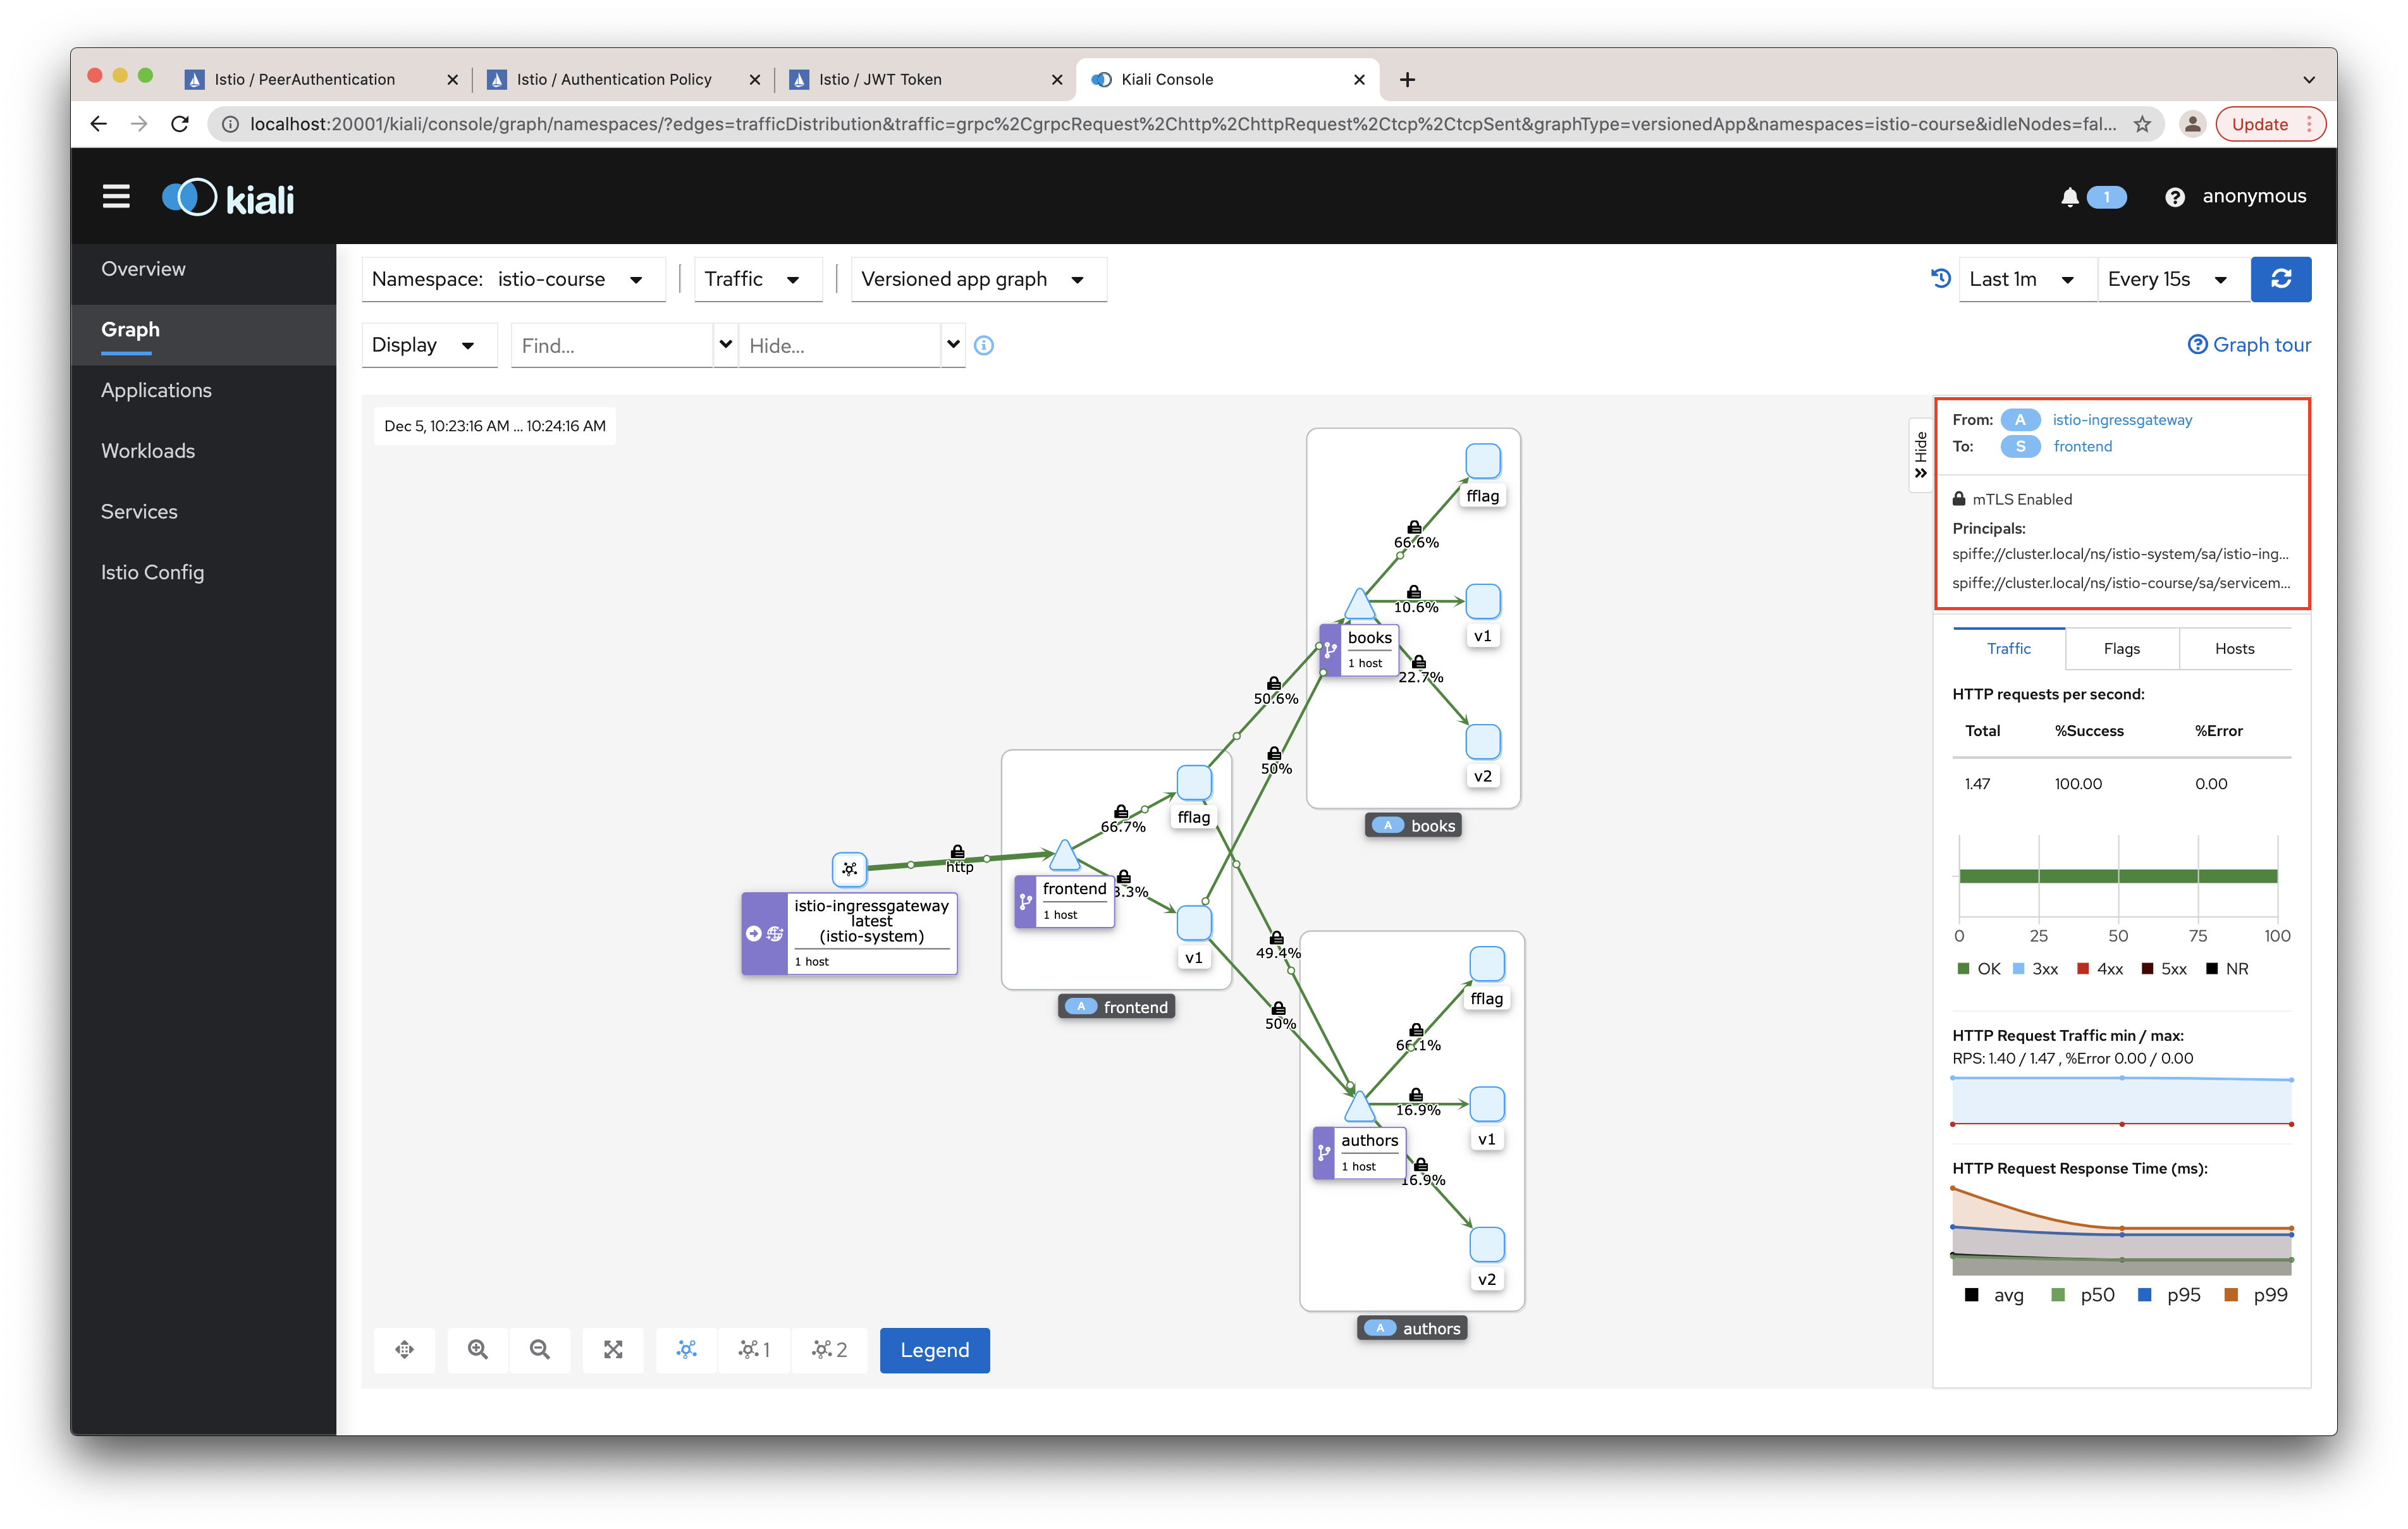 Istio / PeerAuthentication
Istio / Authentication Policy
Istio / JWT Token
Kiali Console
localhost:20001/kiali/console/graph/namespaces/?edges=trafficDistribution&traffic=grpc%2CgrpcRequest%2Chttp%2ChttpRequest%2Ctcp%2CtcpSent&graphType=versionedApp&namespaces=istio-course&idleNodes=fal...
Update
kiali
1
anonymous
Overview
Graph
Applications
Workloads
Services
Istio Config
Namespace: istio-course
Traffic
Versioned app graph
Last 1m
Every 15s
Display
Find...
Hide...
Graph tour
Dec 5, 10:23:16 AM ... 10:24:16 AM
fflag
66.6%
10.6%
v1
books
1 host
22.7%
v2
A books
50.6%
50%
fflag
66.7%
http
frontend
1 host
3.3%
v1
A frontend
istio-ingressgateway
latest
(istio-system)
1 host
49.4%
50%
fflag
66.1%
16.9%
v1
authors
1 host
16.9%
v2
A authors
1
2
Legend
Hide
From: A istio-ingressgateway
To: S frontend
mTLS Enabled
Principals:
spiffe://cluster.local/ns/istio-system/sa/istio-ing...
spiffe://cluster.local/ns/istio-course/sa/servicem...
Traffic
Flags
Hosts
HTTP requests per second:
Total %Success %Error
1.47 100.00 0.00
0 25 50 75 100
OK 3xx 4xx 5xx NR
HTTP Request Traffic min / max:
RPS: 1.40 / 1.47 , %Error 0.00 / 0.00
HTTP Request Response Time (ms):
avg p50 p95 p99